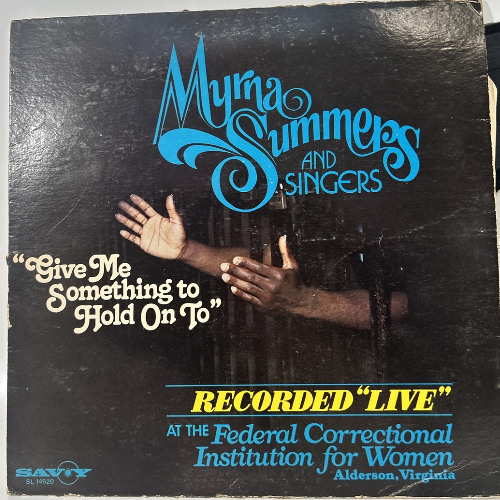 Myrna
Summers
AND
SINGERS
"Give Me
Something to
Hold On To"
RECORDED "LIVE"
AT THE Federal Correctional
Institution for Women
Alderson, Virginia
SAVOY
SL 14520